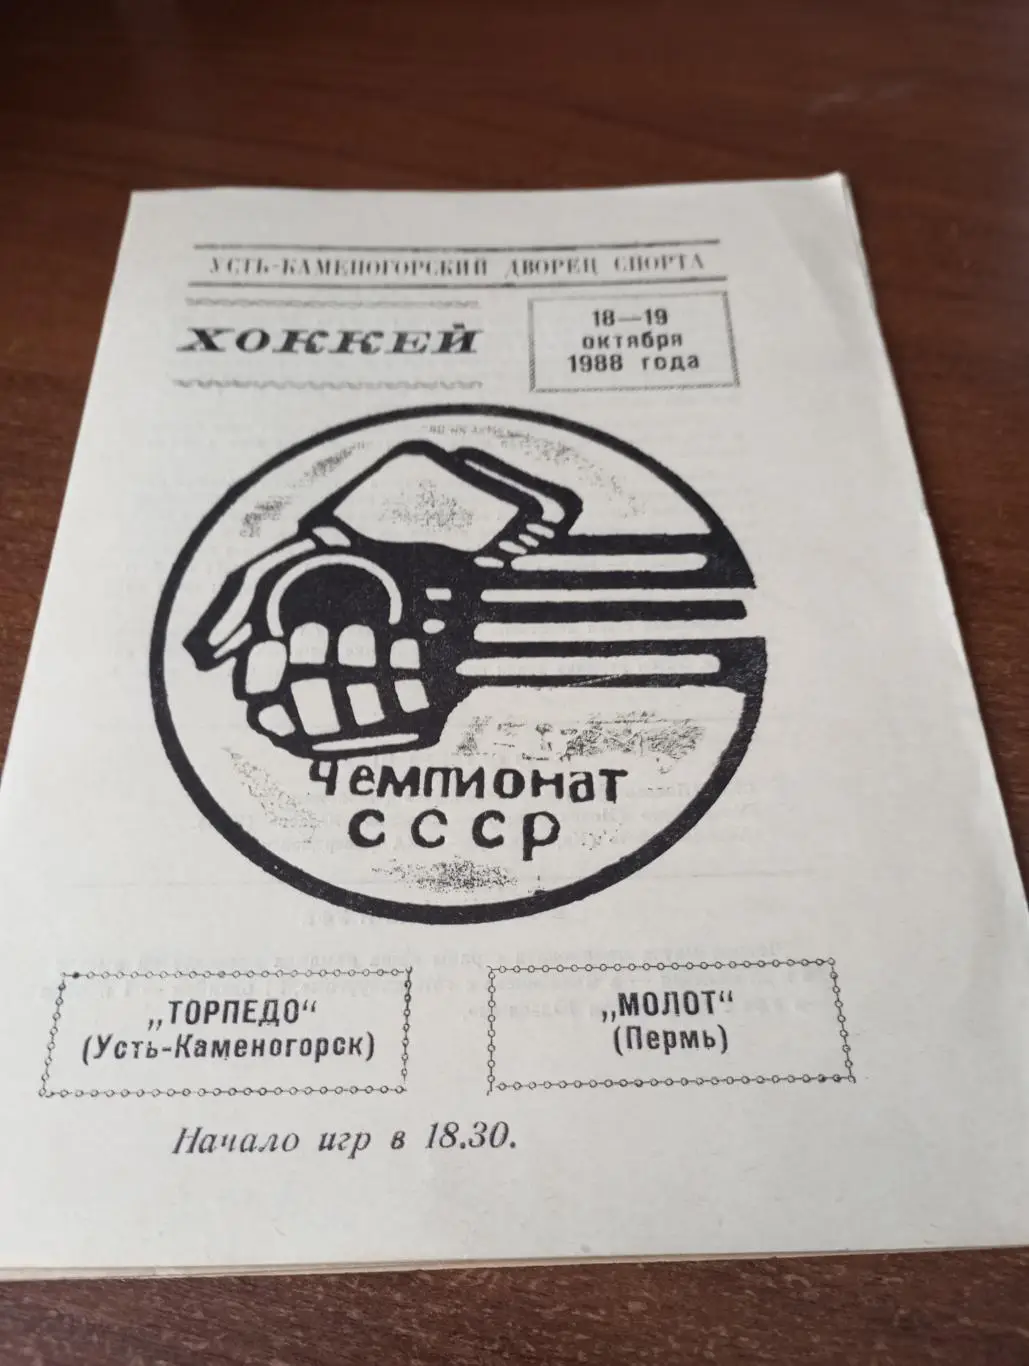 УСТЬ-КАМЕНОГОРСКИЙ ДВОРЕЦ СПОРТА
ХОККЕЙ
18—19
октября
1988 года
Чемпионат
СССР
„ТОРПЕДО“
(Усть-Каменогорск)
„МОЛОТ“
(Пермь)
Начало игр в 18.30.